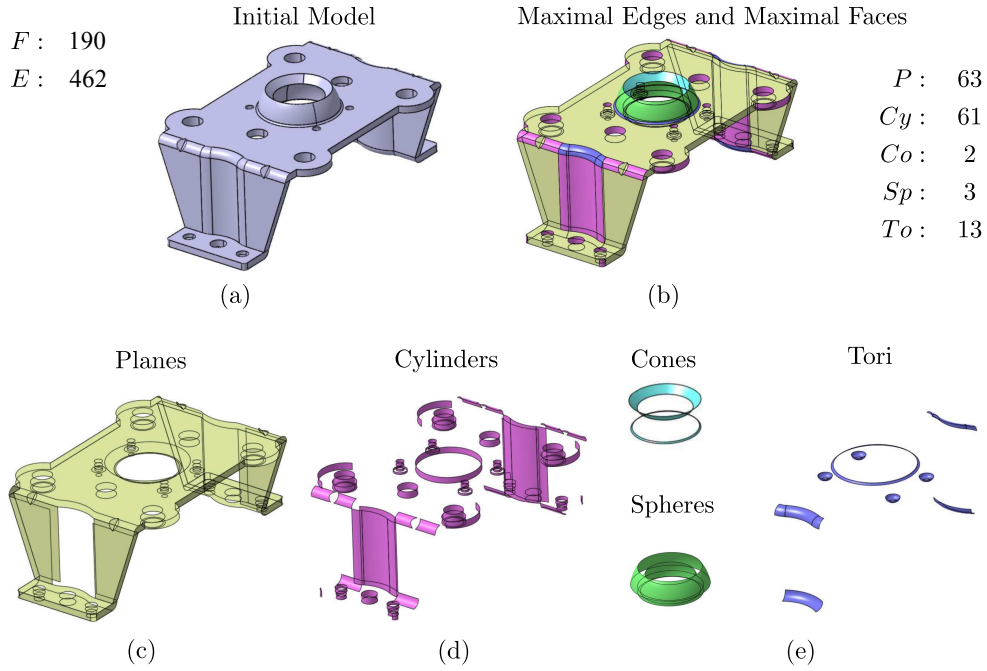 Initial Model
Maximal Edges and Maximal Faces
F : 190
E : 462
P : 63
Cy : 61
Co : 2
Sp : 3
To : 13
(a)
(b)
Planes
Cylinders
Cones
Tori
Spheres
(c)
(d)
(e)